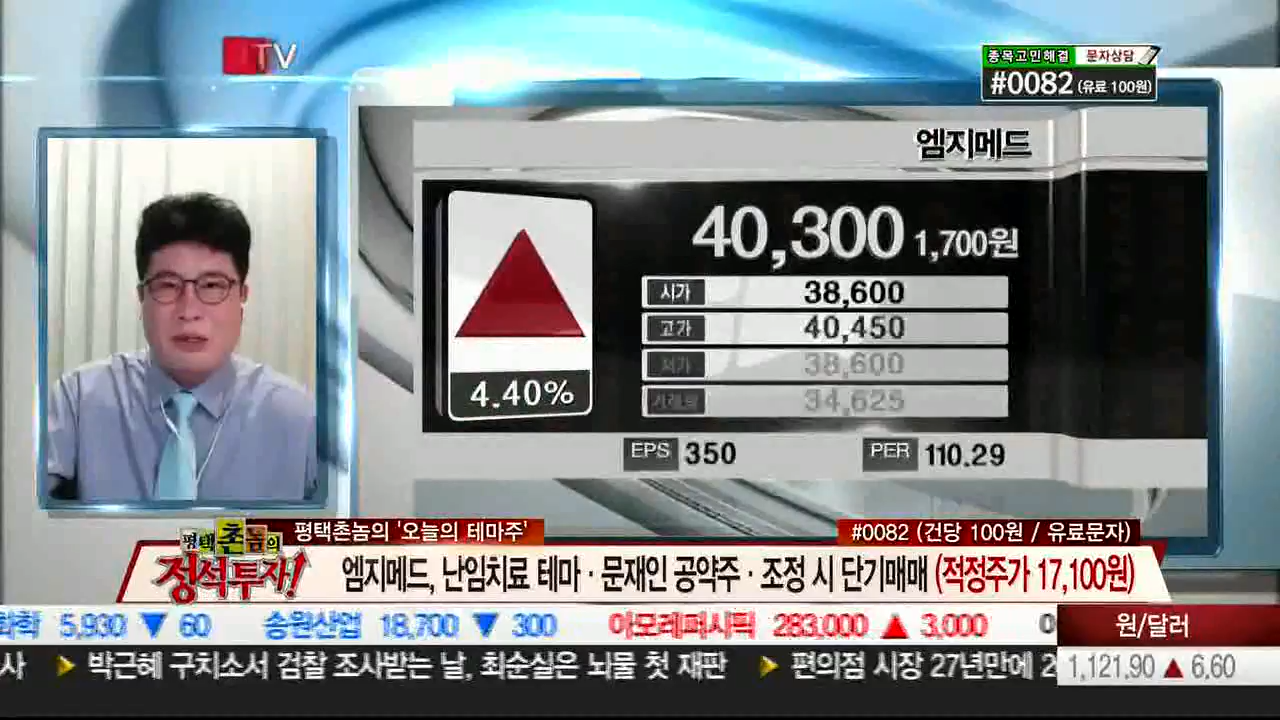 TV
종목고민해결 문자상담
#0082 (유료 100원)
엠지메드
40,300 1,700원
4.40%
시가 38,600
고가 40,450
저가 38,600
거래량 34,625
EPS 350 PER 110.29
평택촌놈의 '오늘의 테마주'
#0082 (건당 100원 / 유료문자)
평택촌놈의
정석투자!
엠지메드, 난임치료 테마 · 문재인 공약주 · 조정 시 단기매매 (적정주가 17,100원)
화학 5,930 ▼ 60 송원산업 18,700 ▼ 300 아모레퍼시픽 283,000 ▲ 3,000
원/달러
사 박근혜 구치소서 검찰 조사받는 날, 최순실은 뇌물 첫 재판 편의점 시장 27년만에 2
1,121.90 ▲ 6.60